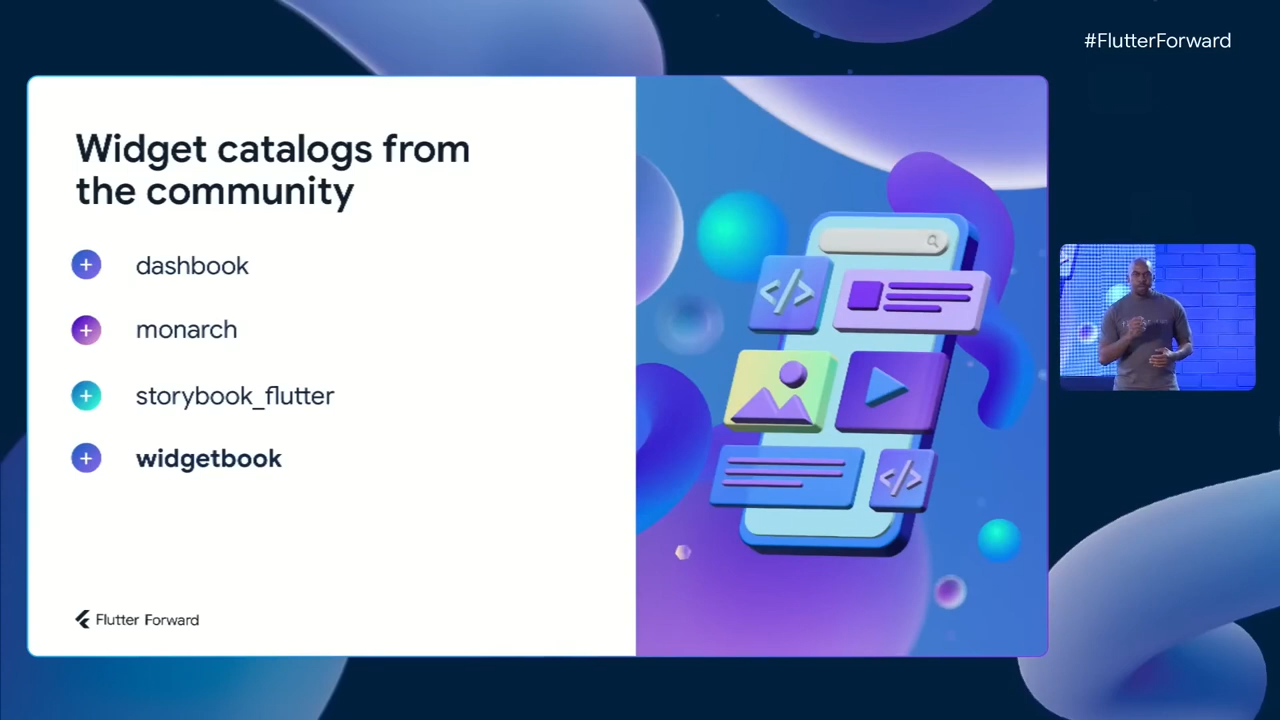 #FlutterForward
Widget catalogs from
the community
dashbook
monarch
storybook_flutter
widgetbook
Flutter Forward